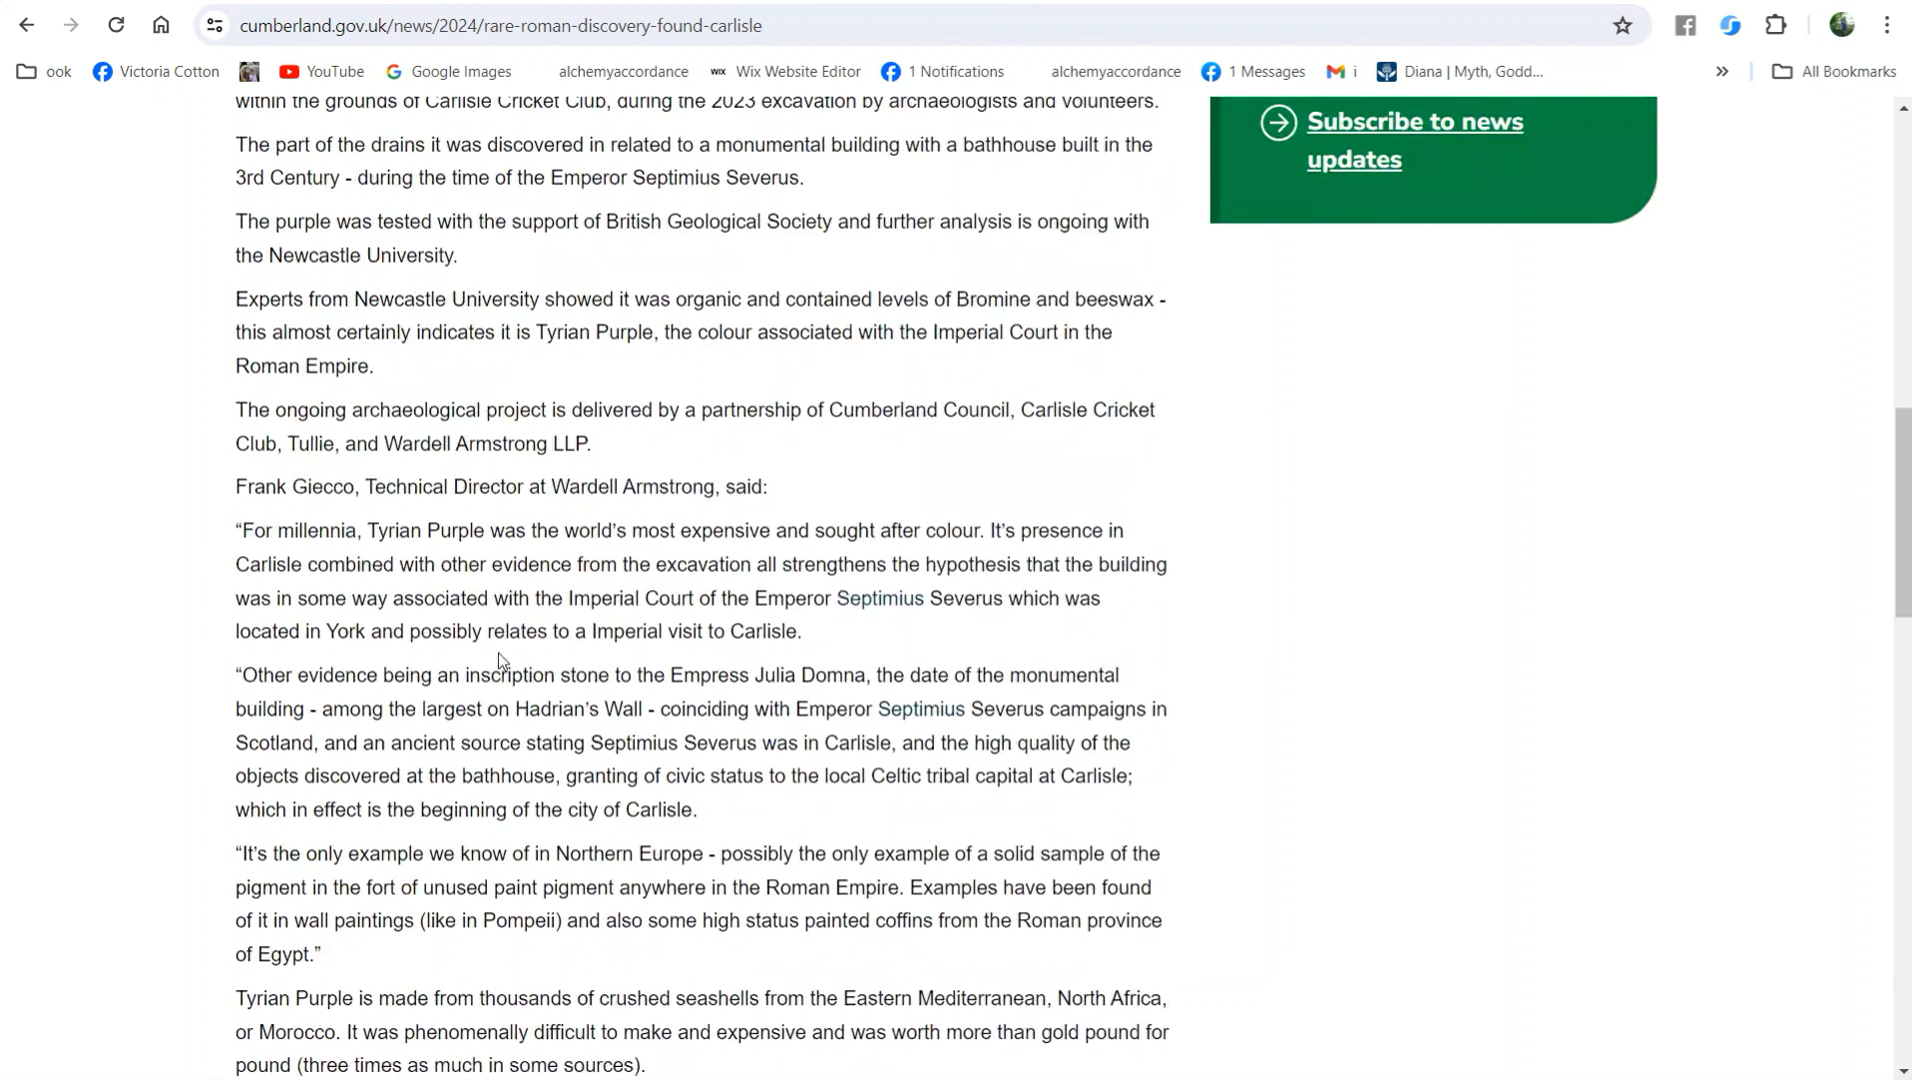 cumberland.gov.uk/news/2024/rare-roman-discovery-found-carlisle
ook
Victoria Cotton
YouTube
Google Images
alchemyaccordance
WIX Wix Website Editor
1 Notifications
alchemyaccordance
1 Messages
i
Diana | Myth, Godd...
»
All Bookmarks
within the grounds of Carlisle Cricket Club, during the 2023 excavation by archaeologists and volunteers.
The part of the drains it was discovered in related to a monumental building with a bathhouse built in the
3rd Century - during the time of the Emperor Septimius Severus.
The purple was tested with the support of British Geological Society and further analysis is ongoing with
the Newcastle University.
Experts from Newcastle University showed it was organic and contained levels of Bromine and beeswax -
this almost certainly indicates it is Tyrian Purple, the colour associated with the Imperial Court in the
Roman Empire.
The ongoing archaeological project is delivered by a partnership of Cumberland Council, Carlisle Cricket
Club, Tullie, and Wardell Armstrong LLP.
Frank Giecco, Technical Director at Wardell Armstrong, said:
“For millennia, Tyrian Purple was the world’s most expensive and sought after colour. It’s presence in
Carlisle combined with other evidence from the excavation all strengthens the hypothesis that the building
was in some way associated with the Imperial Court of the Emperor Septimius Severus which was
located in York and possibly relates to a Imperial visit to Carlisle.
“Other evidence being an inscription stone to the Empress Julia Domna, the date of the monumental
building - among the largest on Hadrian’s Wall - coinciding with Emperor Septimius Severus campaigns in
Scotland, and an ancient source stating Septimius Severus was in Carlisle, and the high quality of the
objects discovered at the bathhouse, granting of civic status to the local Celtic tribal capital at Carlisle;
which in effect is the beginning of the city of Carlisle.
“It’s the only example we know of in Northern Europe - possibly the only example of a solid sample of the
pigment in the fort of unused paint pigment anywhere in the Roman Empire. Examples have been found
of it in wall paintings (like in Pompeii) and also some high status painted coffins from the Roman province
of Egypt.”
Tyrian Purple is made from thousands of crushed seashells from the Eastern Mediterranean, North Africa,
or Morocco. It was phenomenally difficult to make and expensive and was worth more than gold pound for
pound (three times as much in some sources).
Subscribe to news
updates